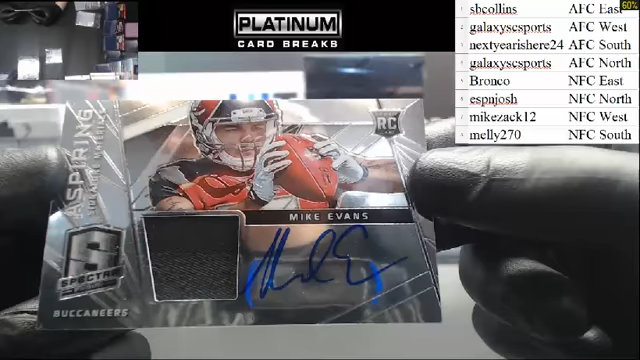 PLATINUM
CARD BREAKS
60%
sbcollins AFC East
galaxyscsports AFC West
nextyearishere24 AFC South
galaxyscsports AFC North
Bronco NFC East
espnjosh NFC North
mikezack12 NFC West
melly270 NFC South
ASPIRING
RC
MIKE EVANS
S
SPECTRA
BUCCANEERS